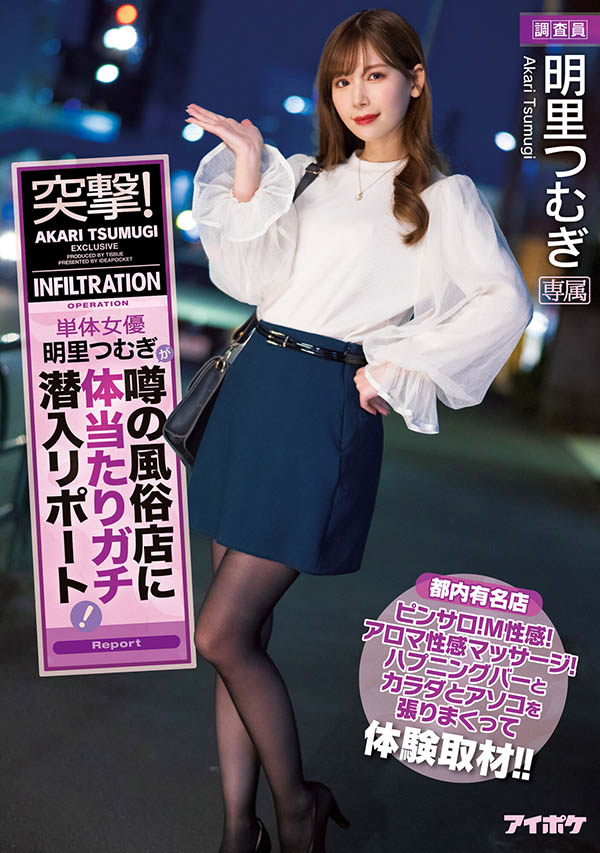 調査員
明里つむぎ
Akari Tsumugi
専属
突撃!
AKARI TSUMUGI
EXCLUSIVE
PRODUCED BY TISSUE
PRESENTED BY IDEAPOCKET
INFILTRATION
OPERATION
単体女優
明里つむぎが
噂の風俗店に
体当たりガチ
潜入リポート!
Report
都内有名店
ピンサロ!M性感!
アロマ性感マッサージ!
ハプニングバーと
カラダとアソコを
張りまくって
体験取材!!
アイポケ